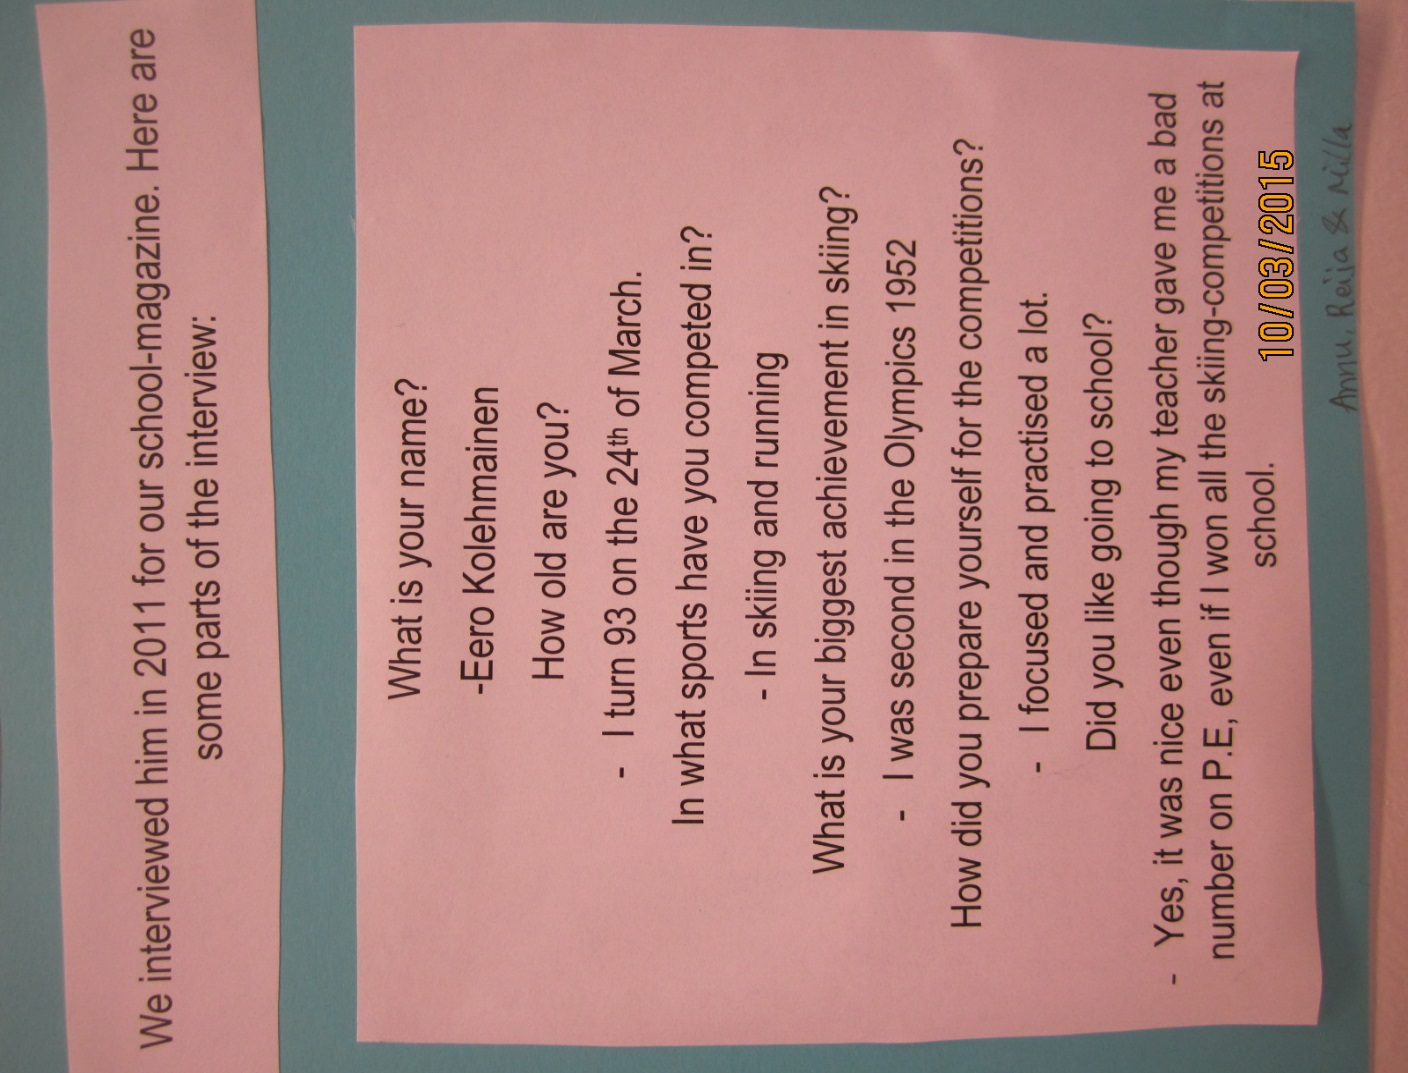 We interviewed him in 2011 for our school-magazine. Here are
some parts of the interview:
What is your name?
-Eero Kolehmainen
How old are you?
- I turn 93 on the 24th of March.
In what sports have you competed in?
- In skiing and running
What is your biggest achievement in skiing?
- I was second in the Olympics 1952
How did you prepare yourself for the competitions?
- I focused and practised a lot.
Did you like going to school?
- Yes, it was nice even though my teacher gave me a bad
number on P.E, even if I won all the skiing-competitions at
school.
10/03/2015
Annu, Reija & Milla